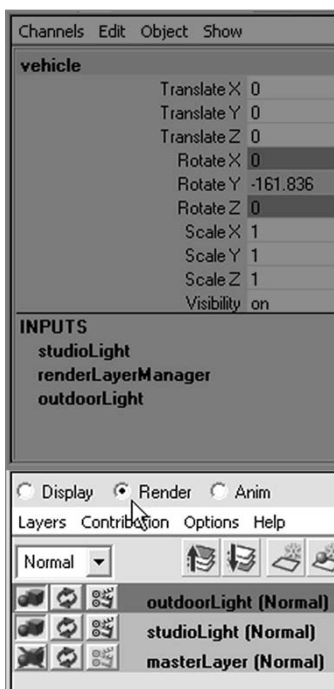 Channels Edit Object Show
vehicle
Translate X 0
Translate Y 0
Translate Z 0
Rotate X 0
Rotate Y -161.836
Rotate Z 0
Scale X 1
Scale Y 1
Scale Z 1
Visibility on
INPUTS
studioLight
renderLayerManager
outdoorLight
Display Render Anim
Layers Contribution Options Help
Normal
outdoorLight (Normal)
studioLight (Normal)
masterLayer (Normal)